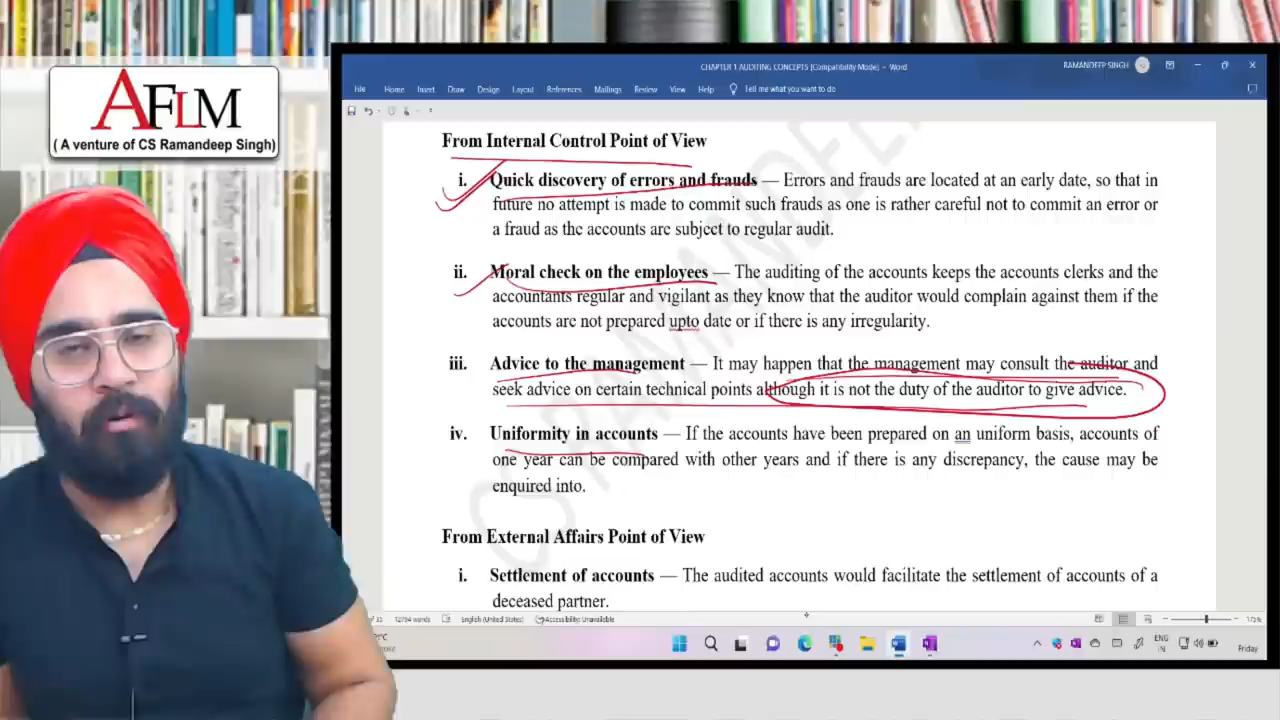 AFLM
( A venture of CS Ramandeep Singh)
CHAPTER 1 AUDITING CONCEPTS [Compatibility Mode] - Word
RAMANDEEP SINGH
File Home Insert Draw Design Layout References Mailings Review View Help Tell me what you want to do
From Internal Control Point of View
i. Quick discovery of errors and frauds — Errors and frauds are located at an early date, so that in
future no attempt is made to commit such frauds as one is rather careful not to commit an error or
a fraud as the accounts are subject to regular audit.
ii. Moral check on the employees — The auditing of the accounts keeps the accounts clerks and the
accountants regular and vigilant as they know that the auditor would complain against them if the
accounts are not prepared upto date or if there is any irregularity.
iii. Advice to the management — It may happen that the management may consult the auditor and
seek advice on certain technical points although it is not the duty of the auditor to give advice.
iv. Uniformity in accounts — If the accounts have been prepared on an uniform basis, accounts of
one year can be compared with other years and if there is any discrepancy, the cause may be
enquired into.
From External Affairs Point of View
i. Settlement of accounts — The audited accounts would facilitate the settlement of accounts of a
deceased partner.
of 35 12794 words English (United States) Accessibility: Unavailable
ENG
IN
Friday
CS RAMANDEEP